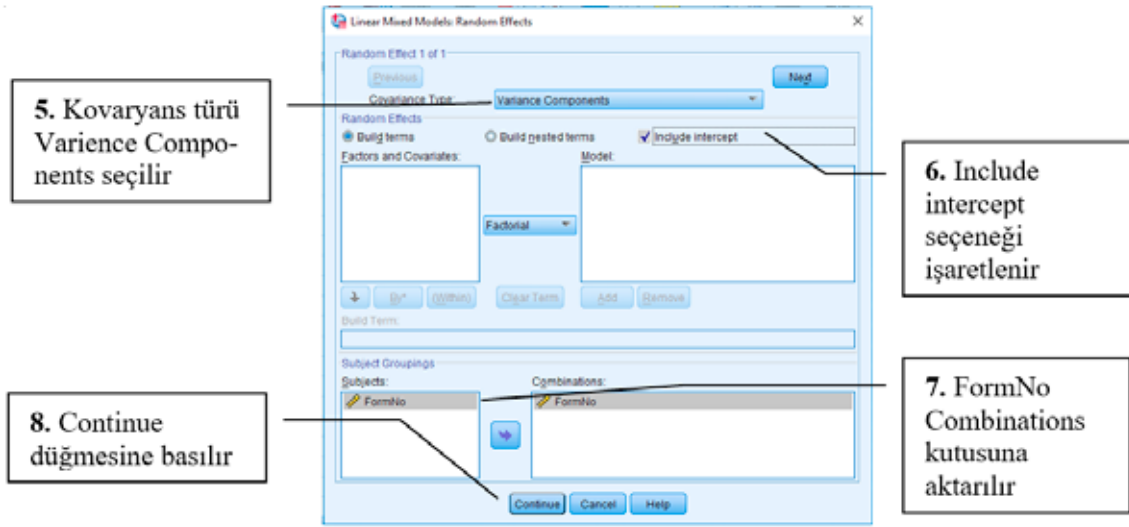 Linear Mixed Models: Random Effects
Random Effect 1 of 1
Previous
Next
Covariance Type:
Variance Components
Random Effects
Build terms
Build nested terms
Include intercept
Factors and Covariates:
Model:
Factorial
By*
(Within)
Clear Term
Add
Remove
Build Term:
Subject Groupings
Subjects:
Combinations:
FormNo
FormNo
Continue
Cancel
Help
5. Kovaryans türü
Varience Compo-
nents seçilir
6. Include
intercept
seçeneği
işaretlenir
7. FormNo
Combinations
kutusuna
aktarılır
8. Continue
düğmesine basılır